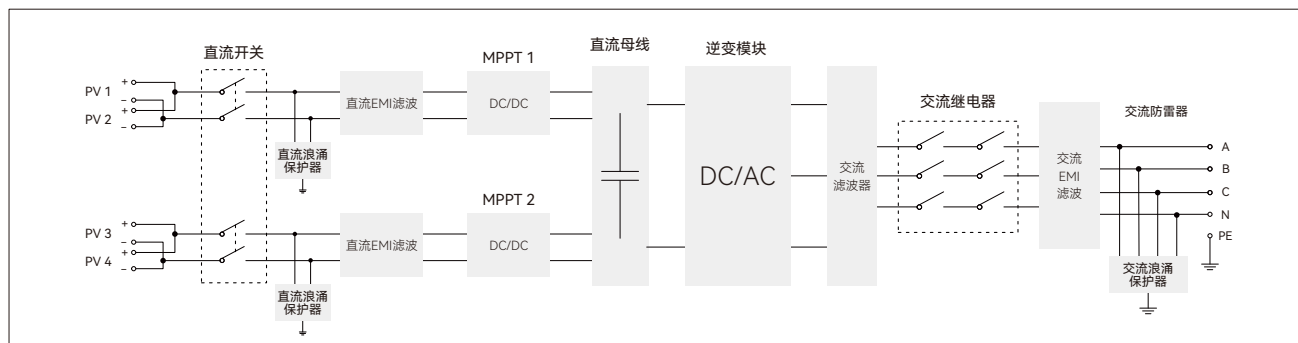 直流开关
PV 1
+
−
PV 2
+
−
直流浪涌
保护器
直流EMI滤波
MPPT 1
DC/DC
PV 3
+
−
PV 4
+
−
直流浪涌
保护器
直流EMI滤波
MPPT 2
DC/DC
直流母线
逆变模块
DC/AC
交流
滤波器
交流继电器
交流
EMI
滤波
交流防雷器
A
B
C
N
PE
交流浪涌
保护器